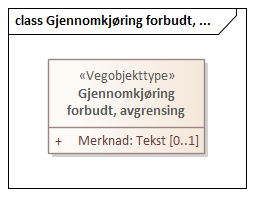 class Gjennomkjøring forbudt, ...
«Vegobjekttype»
Gjennomkjøring
forbudt, avgrensing
+ Merknad: Tekst [0..1]